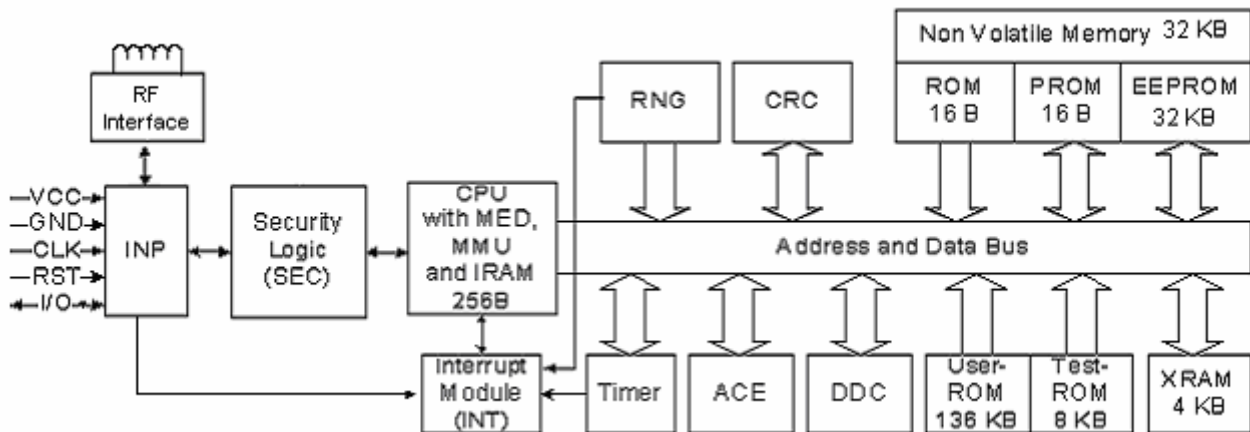 Non Volatile Memory 32 KB
RF
Interface
RNG
CRC
ROM
16 B
PROM
16 B
EEPROM
32 KB
VCC
GND
CLK
RST
I/O
INP
Security
Logic
(SEC)
CPU
with MED,
MMU
and IRAM
256B
Address and Data Bus
Interrupt
Module
(INT)
Timer
ACE
DDC
User-
ROM
136 KB
Test-
ROM
8 KB
XRAM
4 KB